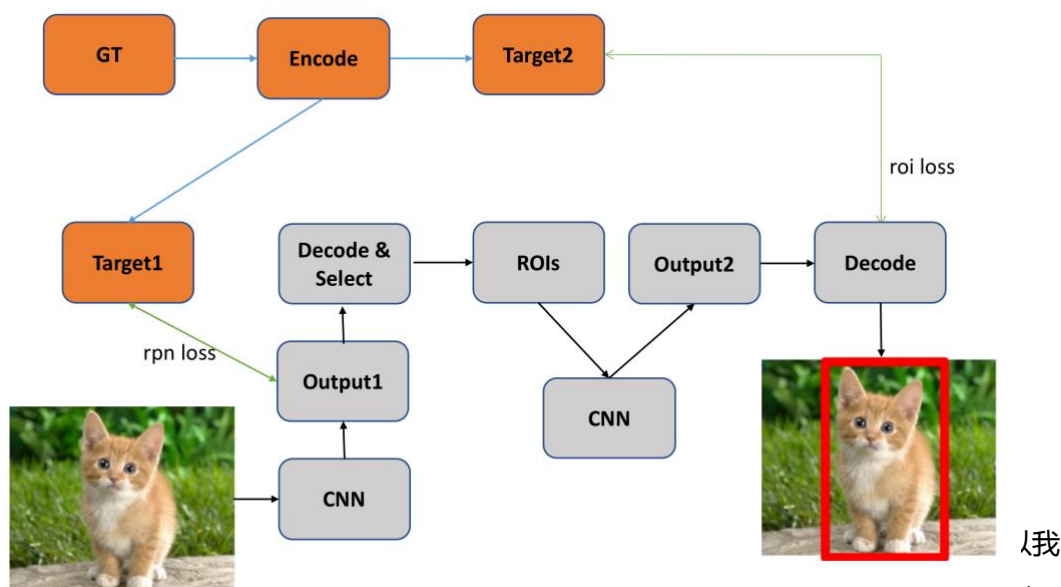 GT
Encode
Target2
roi loss
Target1
Decode &
Select
ROIs
Output2
Decode
rpn loss
Output1
CNN
CNN
我